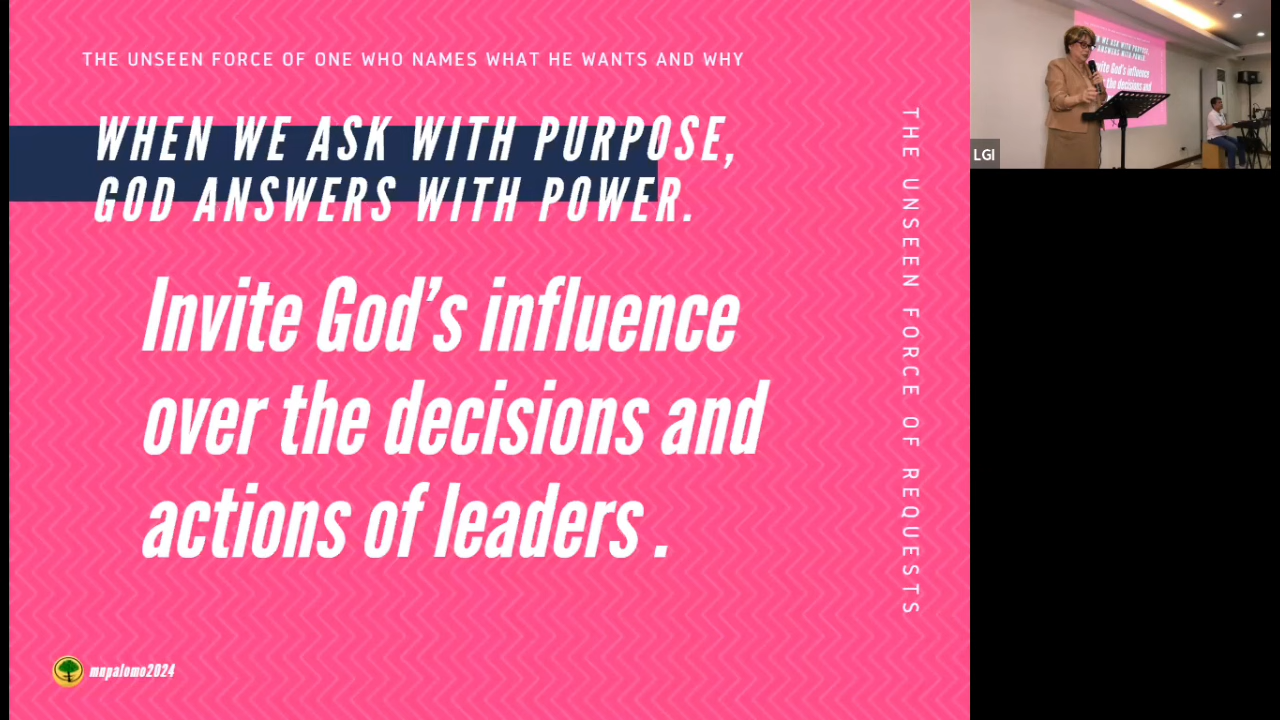 THE UNSEEN FORCE OF ONE WHO NAMES WHAT HE WANTS AND WHY
WHEN WE ASK WITH PURPOSE,
GOD ANSWERS WITH POWER.
Invite God's influence
over the decisions and
actions of leaders .
THE UNSEEN FORCE OF REQUESTS
mnpalomo2024
LGI